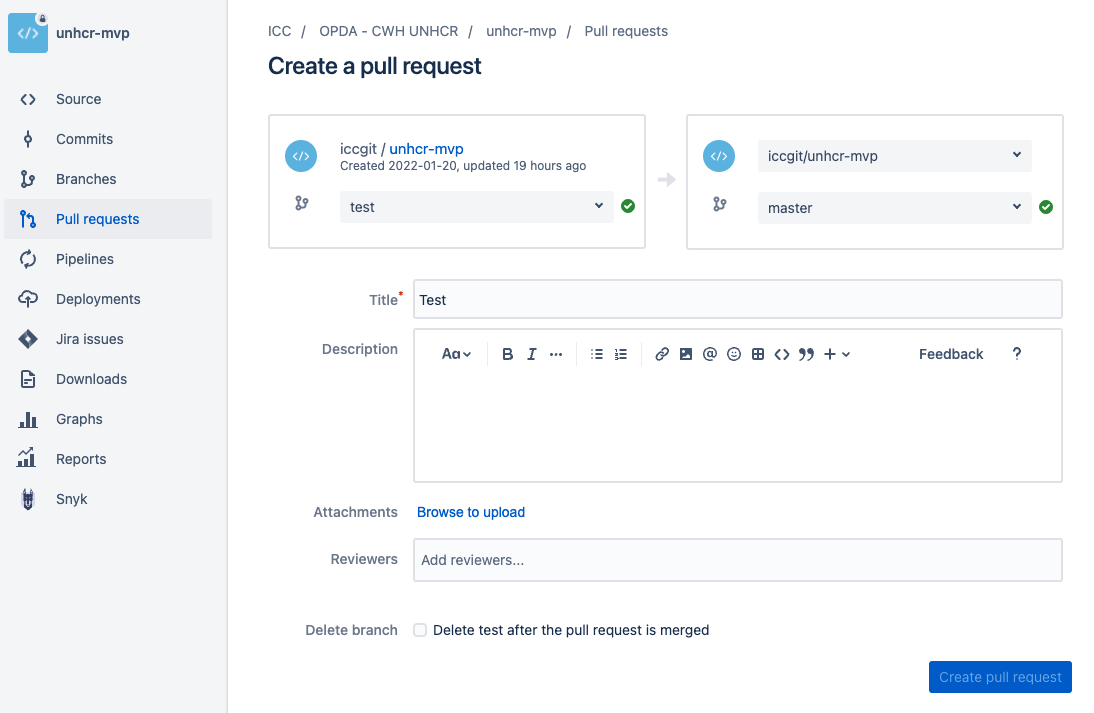 unhcr-mvp
Source
Commits
Branches
Pull requests
Pipelines
Deployments
Jira issues
Downloads
Graphs
Reports
Snyk
ICC / OPDA - CWH UNHCR / unhcr-mvp / Pull requests
Create a pull request
iccgit / unhcr-mvp
Created 2022-01-20, updated 19 hours ago
test
iccgit/unhcr-mvp
master
Title* Test
Description
Aa B I ••• Feedback ?
Attachments Browse to upload
Reviewers Add reviewers...
Delete branch Delete test after the pull request is merged
Create pull request